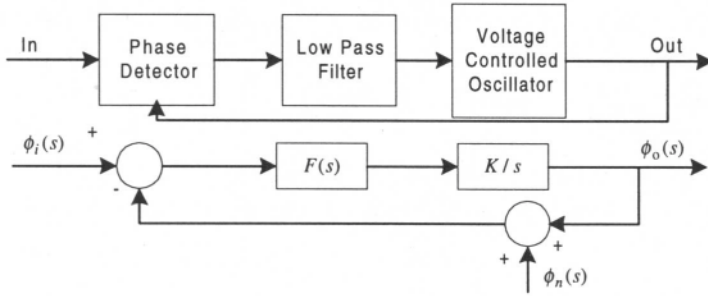 In
Phase
Detector
Low Pass
Filter
Voltage
Controlled
Oscillator
Out
ϕᵢ(s)
+
-
F(s)
K / s
ϕₒ(s)
+
+
ϕₙ(s)